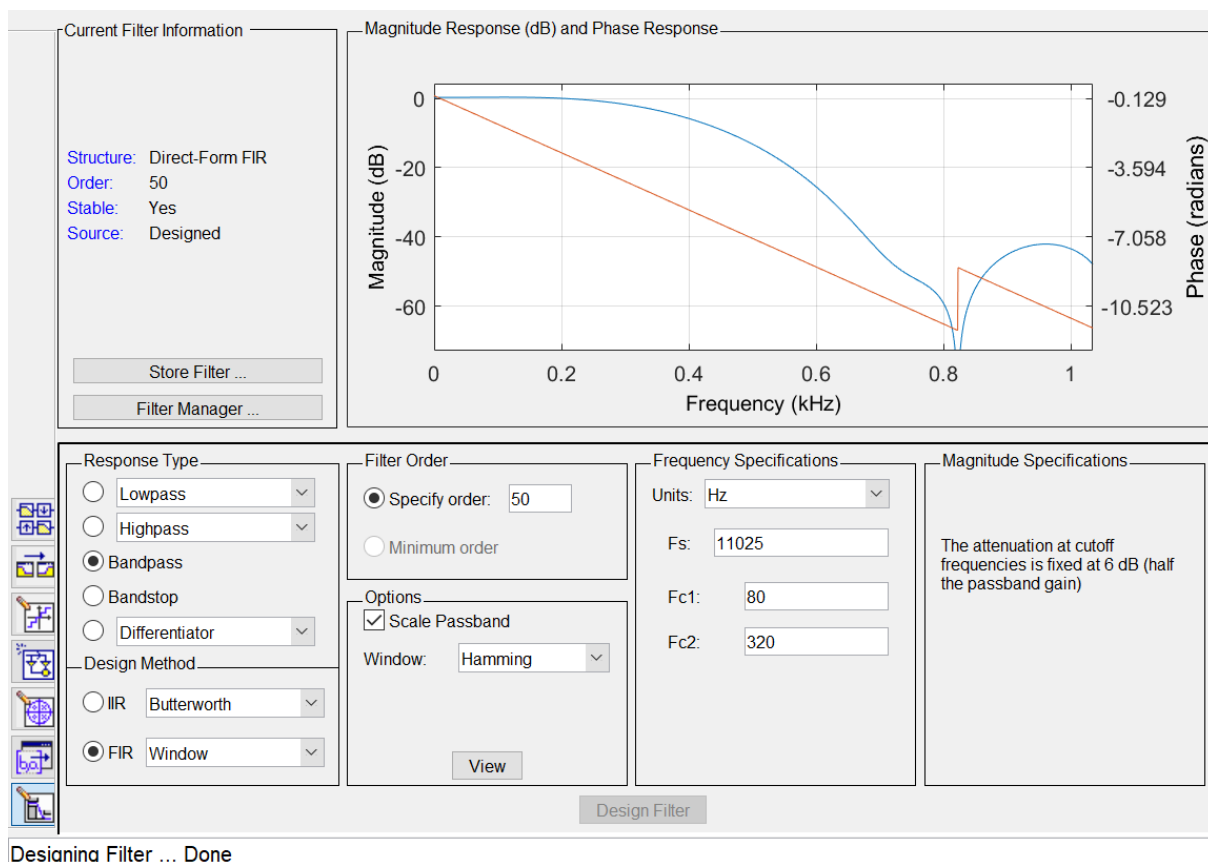 Current Filter Information
Structure: Direct-Form FIR
Order: 50
Stable: Yes
Source: Designed
Store Filter ...
Filter Manager ...
Magnitude Response (dB) and Phase Response
Magnitude (dB)
0
-20
-40
-60
0 0.2 0.4 0.6 0.8 1
Frequency (kHz)
-0.129
-3.594
-7.058
-10.523
Phase (radians)
Response Type
Lowpass
Highpass
Bandpass
Bandstop
Differentiator
Design Method
IIR Butterworth
FIR Window
Filter Order
Specify order: 50
Minimum order
Options
Scale Passband
Window: Hamming
View
Frequency Specifications
Units: Hz
Fs: 11025
Fc1: 80
Fc2: 320
Magnitude Specifications
The attenuation at cutoff
frequencies is fixed at 6 dB (half
the passband gain)
Design Filter
Designing Filter ... Done